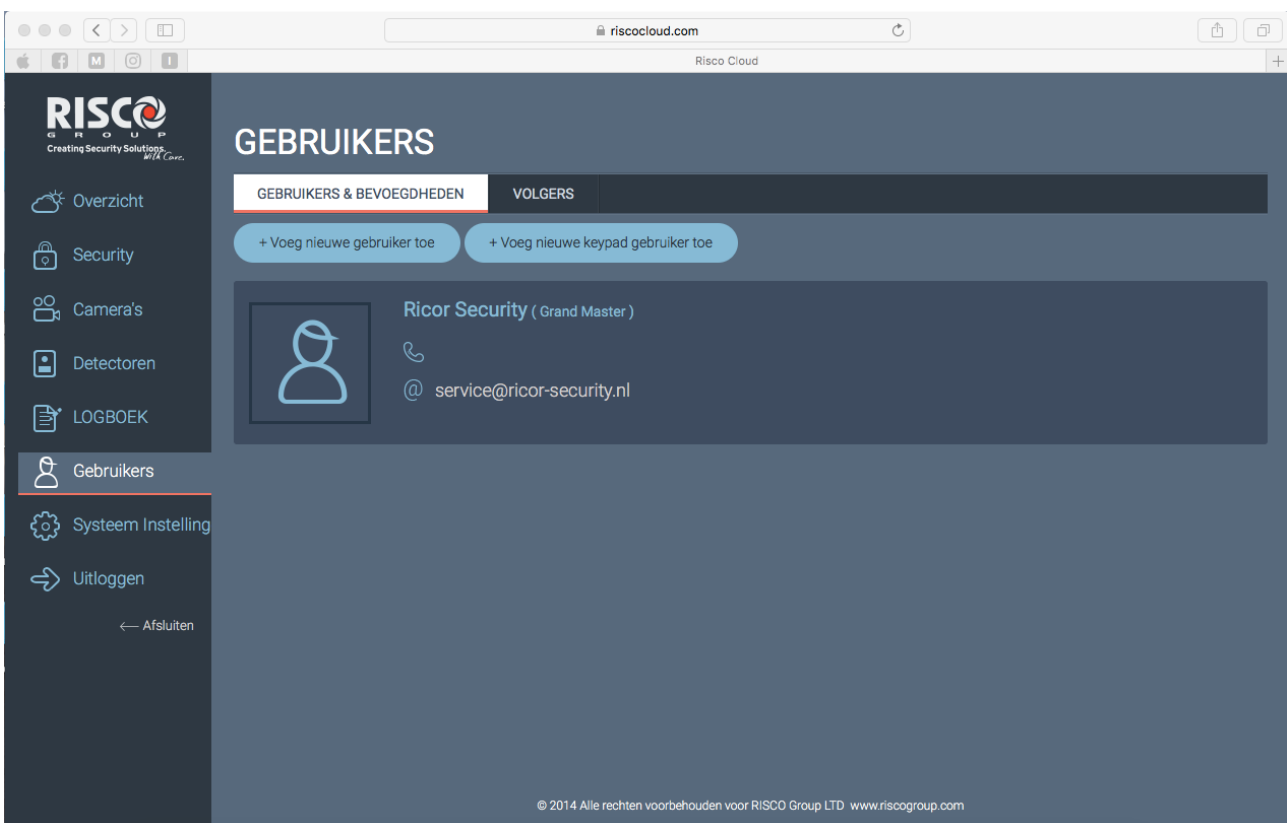 riscocloud.com
Risco Cloud
RISCO
GROUP
Creating Security Solutions.
With Care.
Overzicht
Security
Camera's
Detectoren
LOGBOEK
Gebruikers
Systeem Instelling
Uitloggen
← Afsluiten
GEBRUIKERS
GEBRUIKERS & BEVOEGDHEDEN VOLGERS
+ Voeg nieuwe gebruiker toe + Voeg nieuwe keypad gebruiker toe
Ricor Security ( Grand Master )
@ service@ricor-security.nl
© 2014 Alle rechten voorbehouden voor RISCO Group LTD www.riscogroup.com